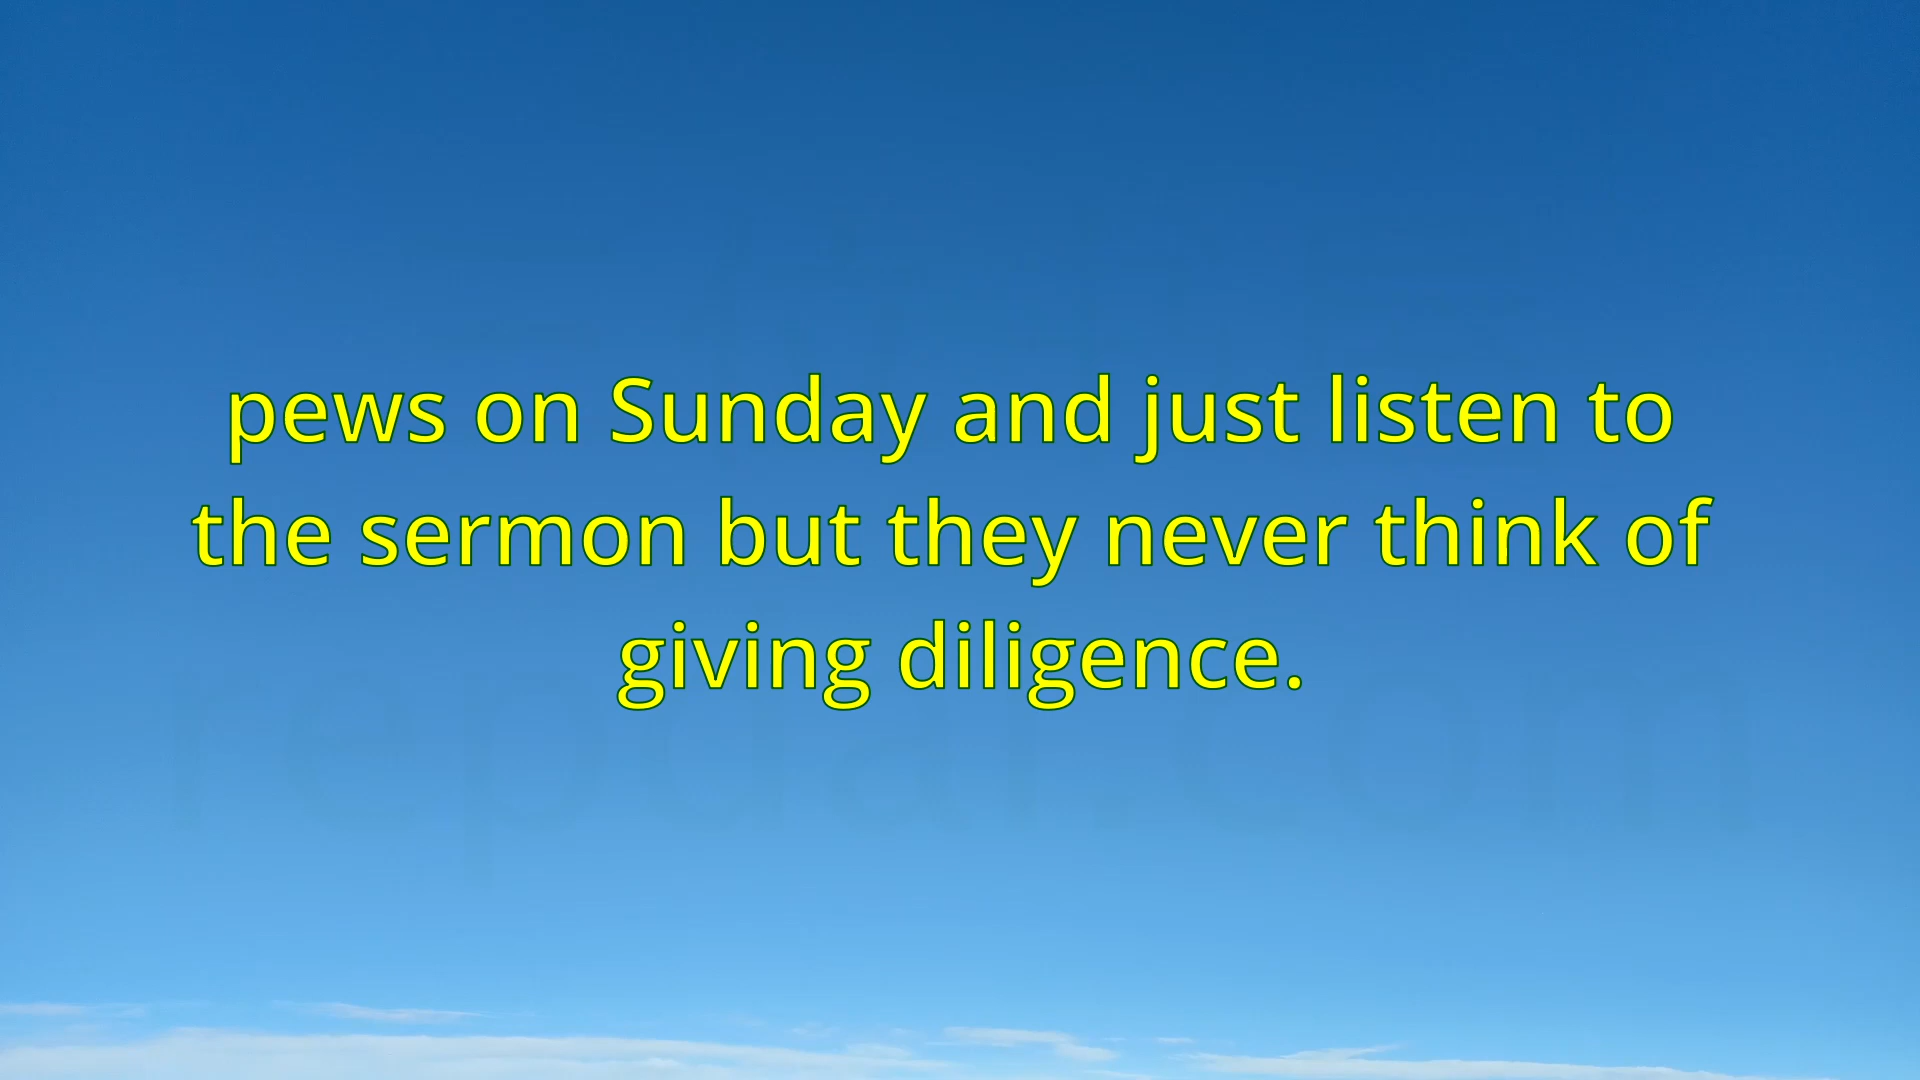 pews on Sunday and just listen to
the sermon but they never think of
giving diligence.